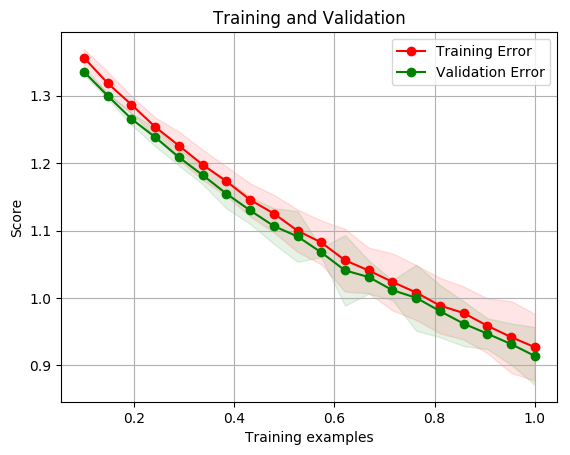 Training and Validation
Training Error
Validation Error
1.3
1.2
1.1
1.0
0.9
Score
0.2
0.4
0.6
0.8
1.0
Training examples